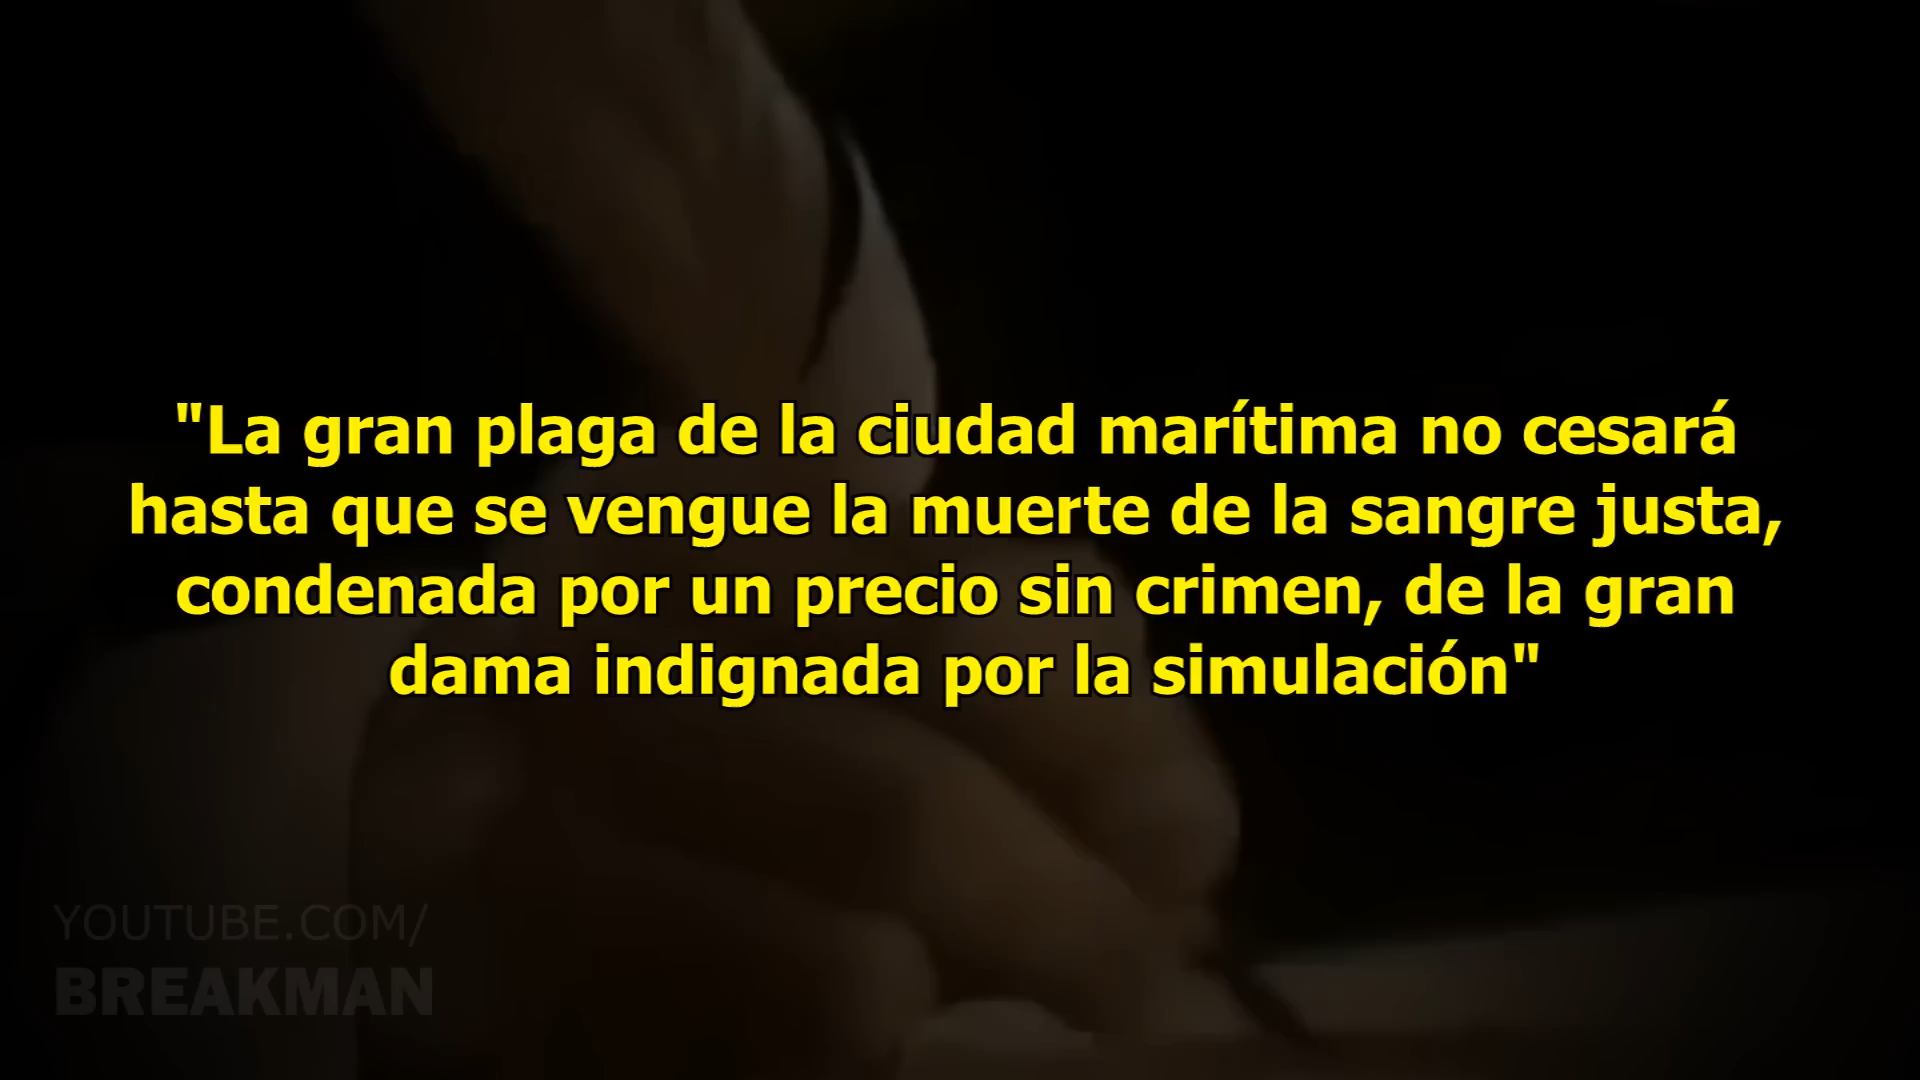 "La gran plaga de la ciudad marítima no cesará
hasta que se vengue la muerte de la sangre justa,
condenada por un precio sin crimen, de la gran
dama indignada por la simulación"
YOUTUBE.COM/
BREAKMAN